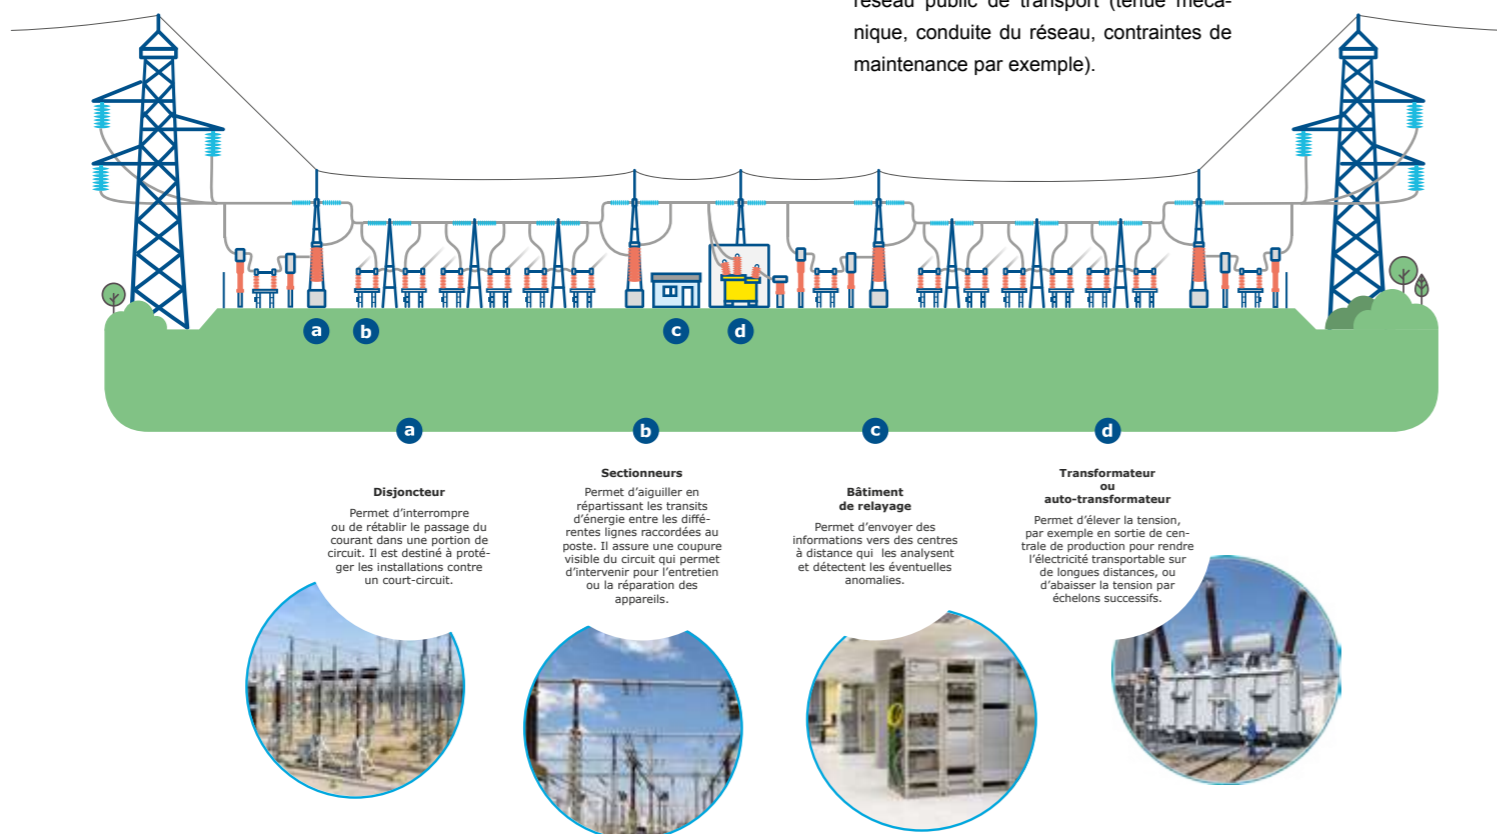 réseau public de transport (tenue méca-
nique, conduite du réseau, contraintes de
maintenance par exemple).
a
b
c
d
a
Disjoncteur
Permet d'interrompre
ou de rétablir le passage du
courant dans une portion de
circuit. Il est destiné à proté-
ger les installations contre
un court-circuit.
b
Sectionneurs
Permet d'aiguiller en
répartissant les transits
d'énergie entre les diffé-
rentes lignes raccordées au
poste. Il assure une coupure
visible du circuit qui permet
d'intervenir pour l'entretien
ou la réparation des
appareils.
c
Bâtiment
de relayage
Permet d'envoyer des
informations vers des centres
à distance qui les analysent
et détectent les éventuelles
anomalies.
d
Transformateur
ou
auto-transformateur
Permet d'élever la tension,
par exemple en sortie de cen-
trale de production pour rendre
l'électricité transportable sur
de longues distances, ou
d'abaisser la tension par
échelons successifs.